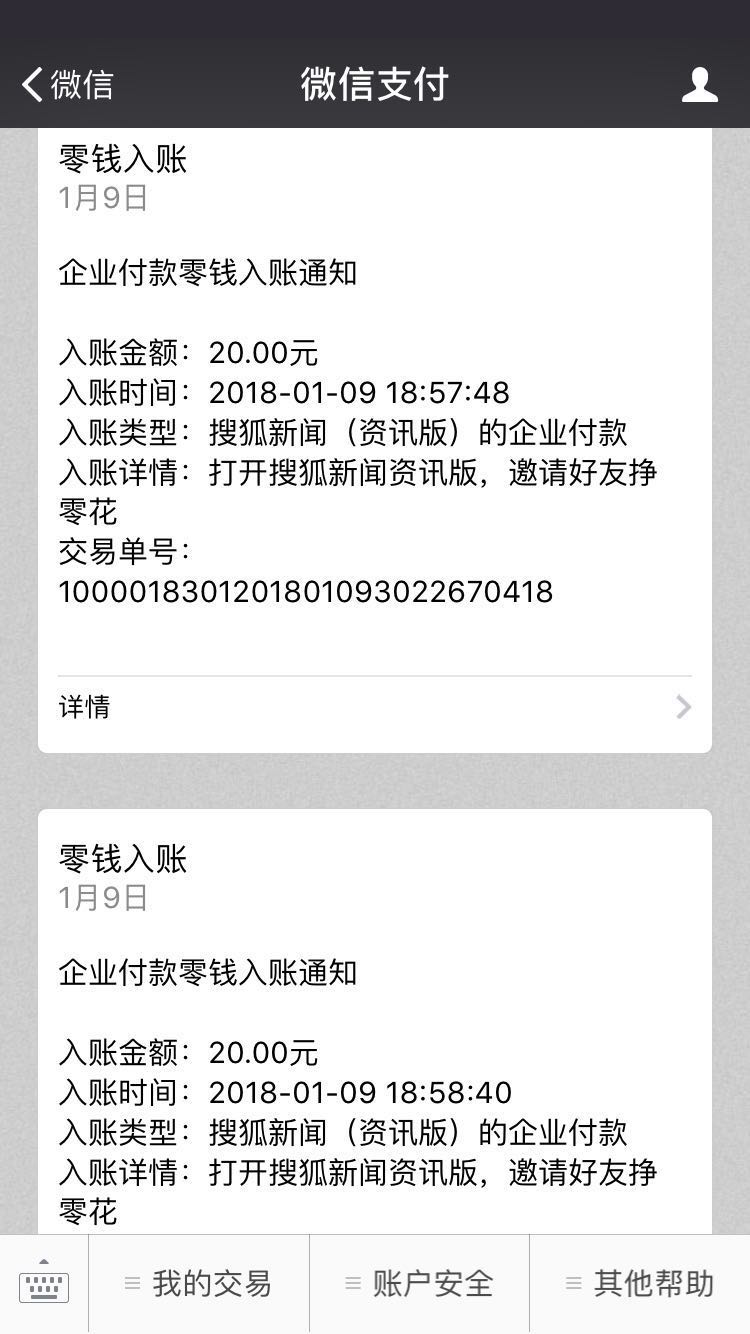 微信
微信支付
零钱入账
1月9日
企业付款零钱入账通知
入账金额：20.00元
入账时间：2018-01-09 18:57:48
入账类型：搜狐新闻（资讯版）的企业付款
入账详情：打开搜狐新闻资讯版，邀请好友挣
零花
交易单号：
1000018301201801093022670418
详情
零钱入账
1月9日
企业付款零钱入账通知
入账金额：20.00元
入账时间：2018-01-09 18:58:40
入账类型：搜狐新闻（资讯版）的企业付款
入账详情：打开搜狐新闻资讯版，邀请好友挣
零花
我的交易
账户安全
其他帮助